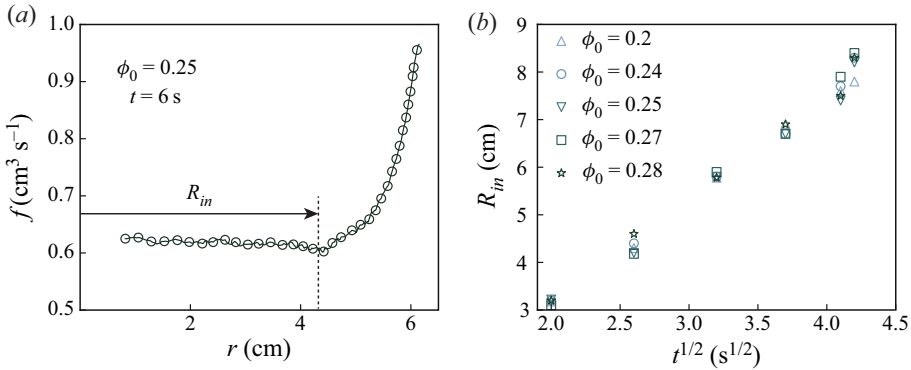 (a)
1.0
0.9
0.8
0.7
0.6
0.5
f (cm³ s⁻¹)
ϕ₀ = 0.25
t = 6 s
R_in
2
4
6
r (cm)
(b)
9
8
7
6
5
4
3
R_in (cm)
ϕ₀ = 0.2
ϕ₀ = 0.24
ϕ₀ = 0.25
ϕ₀ = 0.27
ϕ₀ = 0.28
2.0
2.5
3.0
3.5
4.0
4.5
t^{1/2} (s^{1/2})